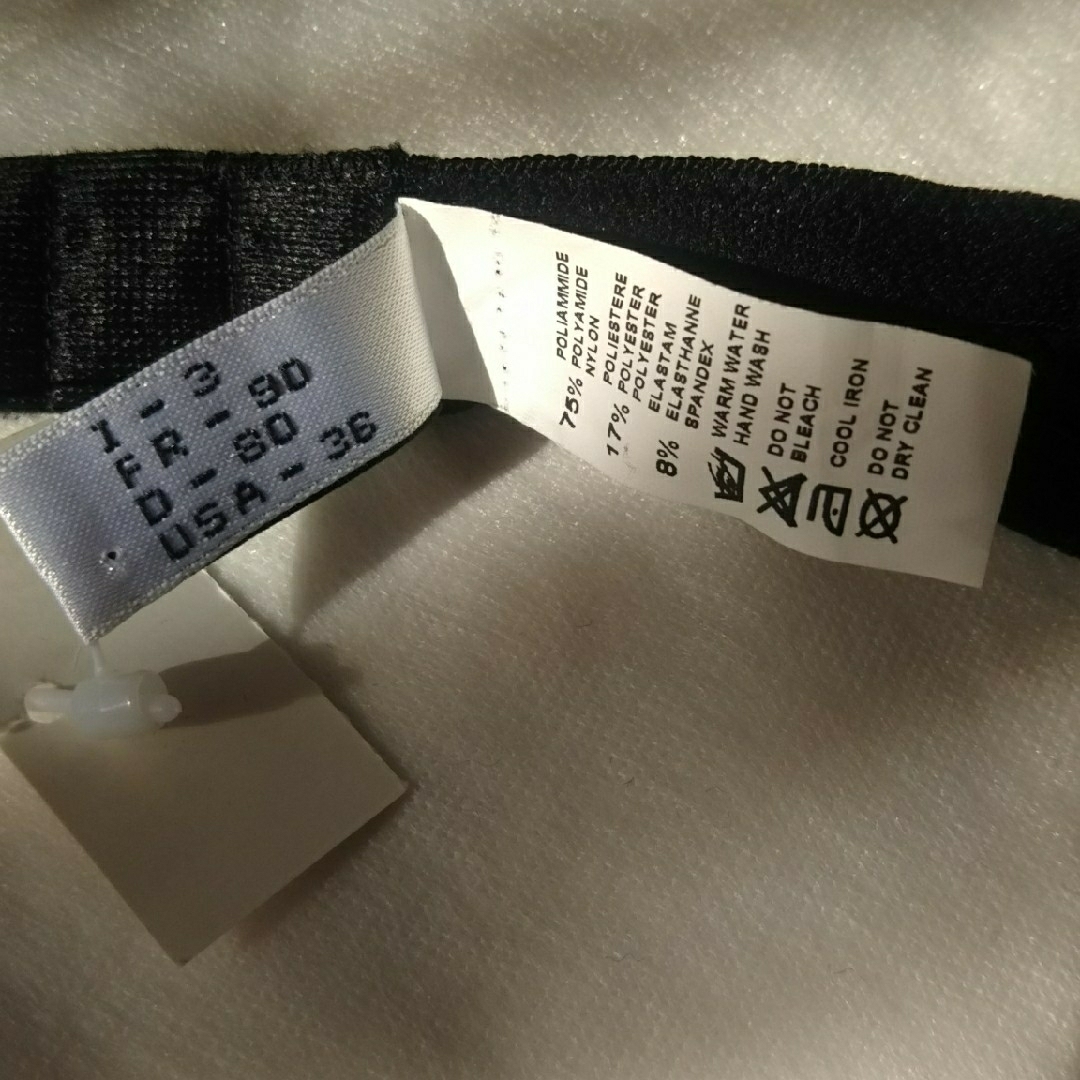 I - 3
FR - 90
D - 80
USA - 36
POLIAMMIDE
75% POLYAMIDE
NYLON
POLIESTERE
17% POLYESTER
POLYESTER
ELASTAM
8% ELASTHANNE
SPANDEX
WARM WATER
HAND WASH
DO NOT
BLEACH
COOL IRON
DO NOT
DRY CLEAN